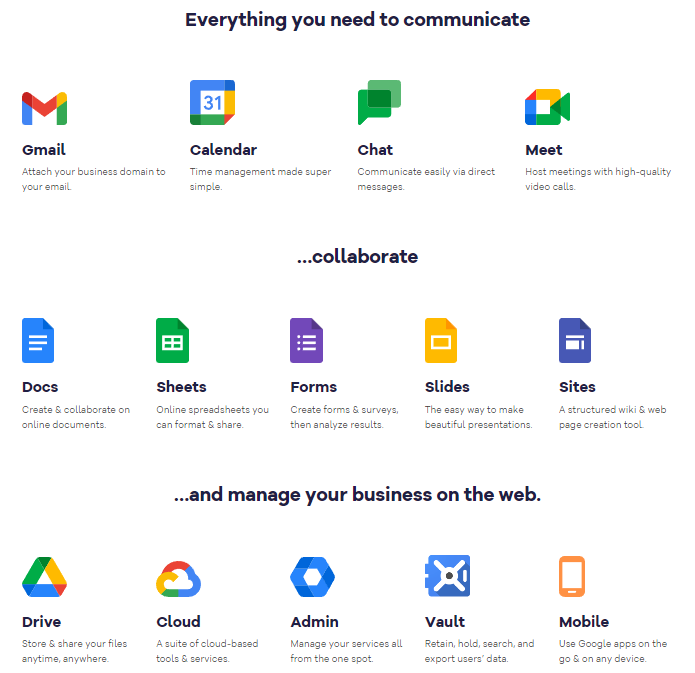 Everything you need to communicate
31
Gmail
Attach your business domain to
your email.
Calendar
Time management made super
simple.
Chat
Communicate easily via direct
messages.
Meet
Host meetings with high-quality
video calls.
...collaborate
Docs
Create & collaborate on
online documents.
Sheets
Online spreadsheets you
can format & share.
Forms
Create forms & surveys,
then analyze results.
Slides
The easy way to make
beautiful presentations.
Sites
A structured wiki & web
page creation tool.
...and manage your business on the web.
Drive
Store & share your files
anytime, anywhere.
Cloud
A suite of cloud-based
tools & services.
Admin
Manage your services all
from the one spot.
Vault
Retain, hold, search, and
export users' data.
Mobile
Use Google apps on the
go & on any device.